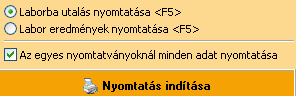 Laborba utalás nyomtatása <F5>
Labor eredmények nyomtatása <F5>
Az egyes nyomtatványoknál minden adat nyomtatása
Nyomtatás indítása